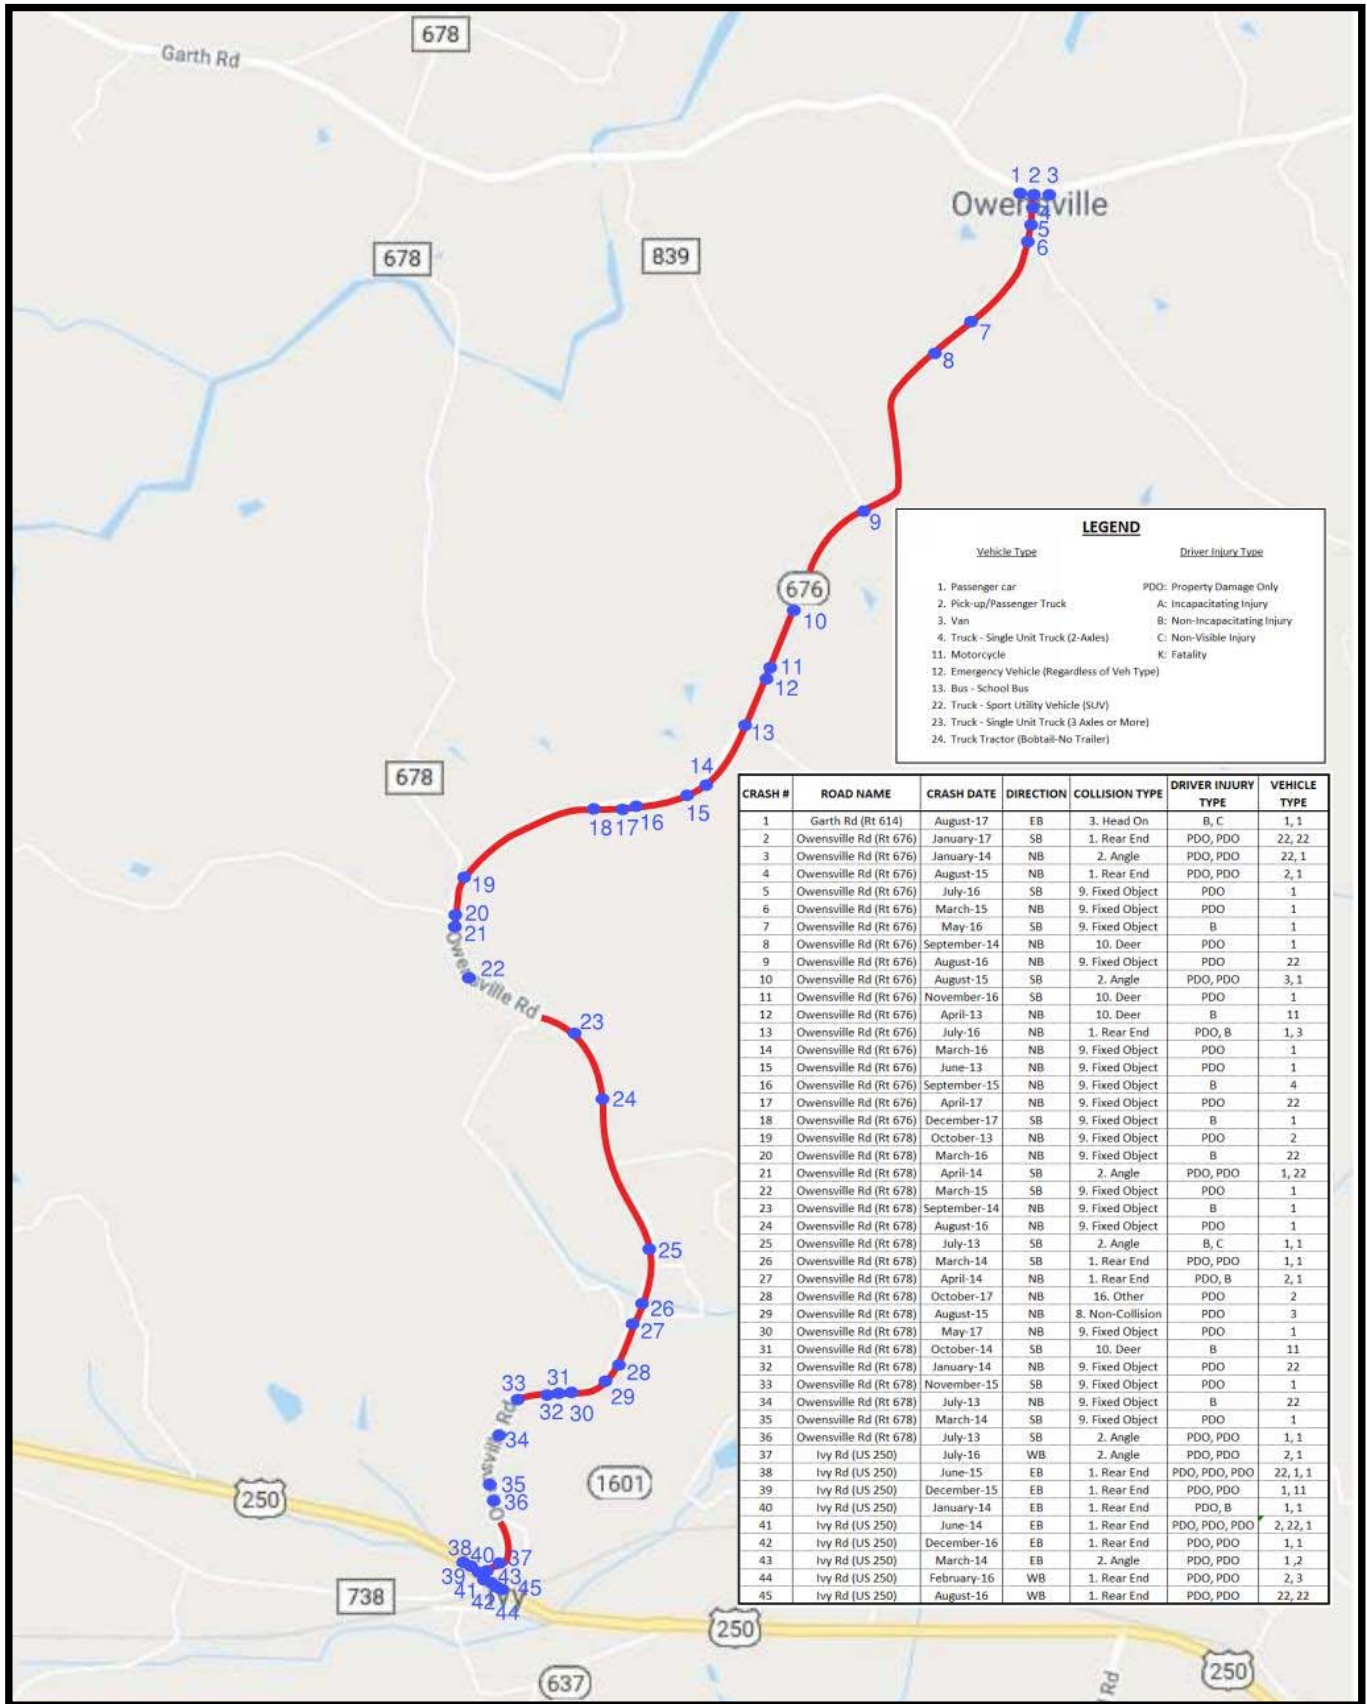 678
Garth Rd
1 2 3
Owensville
4
5
6
678
839
7
8
9
LEGEND
Vehicle Type Driver Injury Type
1. Passenger car PDO: Property Damage Only
2. Pick-up/Passenger Truck A: Incapacitating Injury
3. Van B: Non-Incapacitating Injury
4. Truck - Single Unit Truck (2-Axles) C: Non-Visible Injury
11. Motorcycle K: Fatality
12. Emergency Vehicle (Regardless of Veh Type)
13. Bus - School Bus
22. Truck - Sport Utility Vehicle (SUV)
23. Truck - Single Unit Truck (3 Axles or More)
24. Truck Tractor (Bobtail-No Trailer)
676
10
11
12
13
14
678
15
18 17 16
19
20
21
Owensville Rd
22
23
24
25
26
27
28
29
33 31
32 30
34
35
36
1601
250
38 40 37
39 43
41 45
42
44
738
250
637
250
Rd
CRASH # ROAD NAME CRASH DATE DIRECTION COLLISION TYPE DRIVER INJURY TYPE VEHICLE TYPE
1 Garth Rd (Rt 614) August-17 EB 3. Head On B, C 1, 1
2 Owensville Rd (Rt 676) January-17 SB 1. Rear End PDO, PDO 22, 22
3 Owensville Rd (Rt 676) January-14 NB 2. Angle PDO, PDO 22, 1
4 Owensville Rd (Rt 676) August-15 NB 1. Rear End PDO, PDO 2, 1
5 Owensville Rd (Rt 676) July-16 SB 9. Fixed Object PDO 1
6 Owensville Rd (Rt 676) March-15 NB 9. Fixed Object PDO 1
7 Owensville Rd (Rt 676) May-16 SB 9. Fixed Object B 1
8 Owensville Rd (Rt 676) September-14 NB 10. Deer PDO 1
9 Owensville Rd (Rt 676) August-16 NB 9. Fixed Object PDO 22
10 Owensville Rd (Rt 676) August-15 SB 2. Angle PDO, PDO 3, 1
11 Owensville Rd (Rt 676) November-16 SB 10. Deer PDO 1
12 Owensville Rd (Rt 676) April-13 NB 10. Deer B 11
13 Owensville Rd (Rt 676) July-16 NB 1. Rear End PDO, B 1, 3
14 Owensville Rd (Rt 676) March-16 NB 9. Fixed Object PDO 1
15 Owensville Rd (Rt 676) June-13 NB 9. Fixed Object PDO 1
16 Owensville Rd (Rt 676) September-15 NB 9. Fixed Object B 4
17 Owensville Rd (Rt 676) April-17 NB 9. Fixed Object PDO 22
18 Owensville Rd (Rt 676) December-17 SB 9. Fixed Object B 1
19 Owensville Rd (Rt 678) October-13 NB 9. Fixed Object PDO 2
20 Owensville Rd (Rt 678) March-16 NB 9. Fixed Object B 22
21 Owensville Rd (Rt 678) April-14 SB 2. Angle PDO, PDO 1, 22
22 Owensville Rd (Rt 678) March-15 SB 9. Fixed Object PDO 1
23 Owensville Rd (Rt 678) September-14 NB 9. Fixed Object B 1
24 Owensville Rd (Rt 678) August-16 NB 9. Fixed Object PDO 1
25 Owensville Rd (Rt 678) July-13 SB 2. Angle B, C 1, 1
26 Owensville Rd (Rt 678) March-14 SB 1. Rear End PDO, PDO 1, 1
27 Owensville Rd (Rt 678) April-14 NB 1. Rear End PDO, B 2, 1
28 Owensville Rd (Rt 678) October-17 NB 16. Other PDO 2
29 Owensville Rd (Rt 678) August-15 NB 8. Non-Collision PDO 3
30 Owensville Rd (Rt 678) May-17 NB 9. Fixed Object PDO 1
31 Owensville Rd (Rt 678) October-14 SB 10. Deer B 11
32 Owensville Rd (Rt 678) January-14 NB 9. Fixed Object PDO 22
33 Owensville Rd (Rt 678) November-15 SB 9. Fixed Object PDO 1
34 Owensville Rd (Rt 678) July-13 NB 9. Fixed Object B 22
35 Owensville Rd (Rt 678) March-14 SB 9. Fixed Object PDO 1
36 Owensville Rd (Rt 678) July-13 SB 2. Angle PDO, PDO 1, 1
37 Ivy Rd (US 250) July-16 WB 2. Angle PDO, PDO 2, 1
38 Ivy Rd (US 250) June-15 EB 1. Rear End PDO, PDO, PDO 22, 1, 1
39 Ivy Rd (US 250) December-15 EB 1. Rear End PDO, PDO 1, 11
40 Ivy Rd (US 250) January-14 EB 1. Rear End PDO, B 1, 1
41 Ivy Rd (US 250) June-14 EB 1. Rear End PDO, PDO, PDO 2, 22, 1
42 Ivy Rd (US 250) December-16 EB 1. Rear End PDO, PDO 1, 1
43 Ivy Rd (US 250) March-14 EB 2. Angle PDO, PDO 1 ,2
44 Ivy Rd (US 250) February-16 WB 1. Rear End PDO, PDO 2, 3
45 Ivy Rd (US 250) August-16 WB 1. Rear End PDO, PDO 22, 22